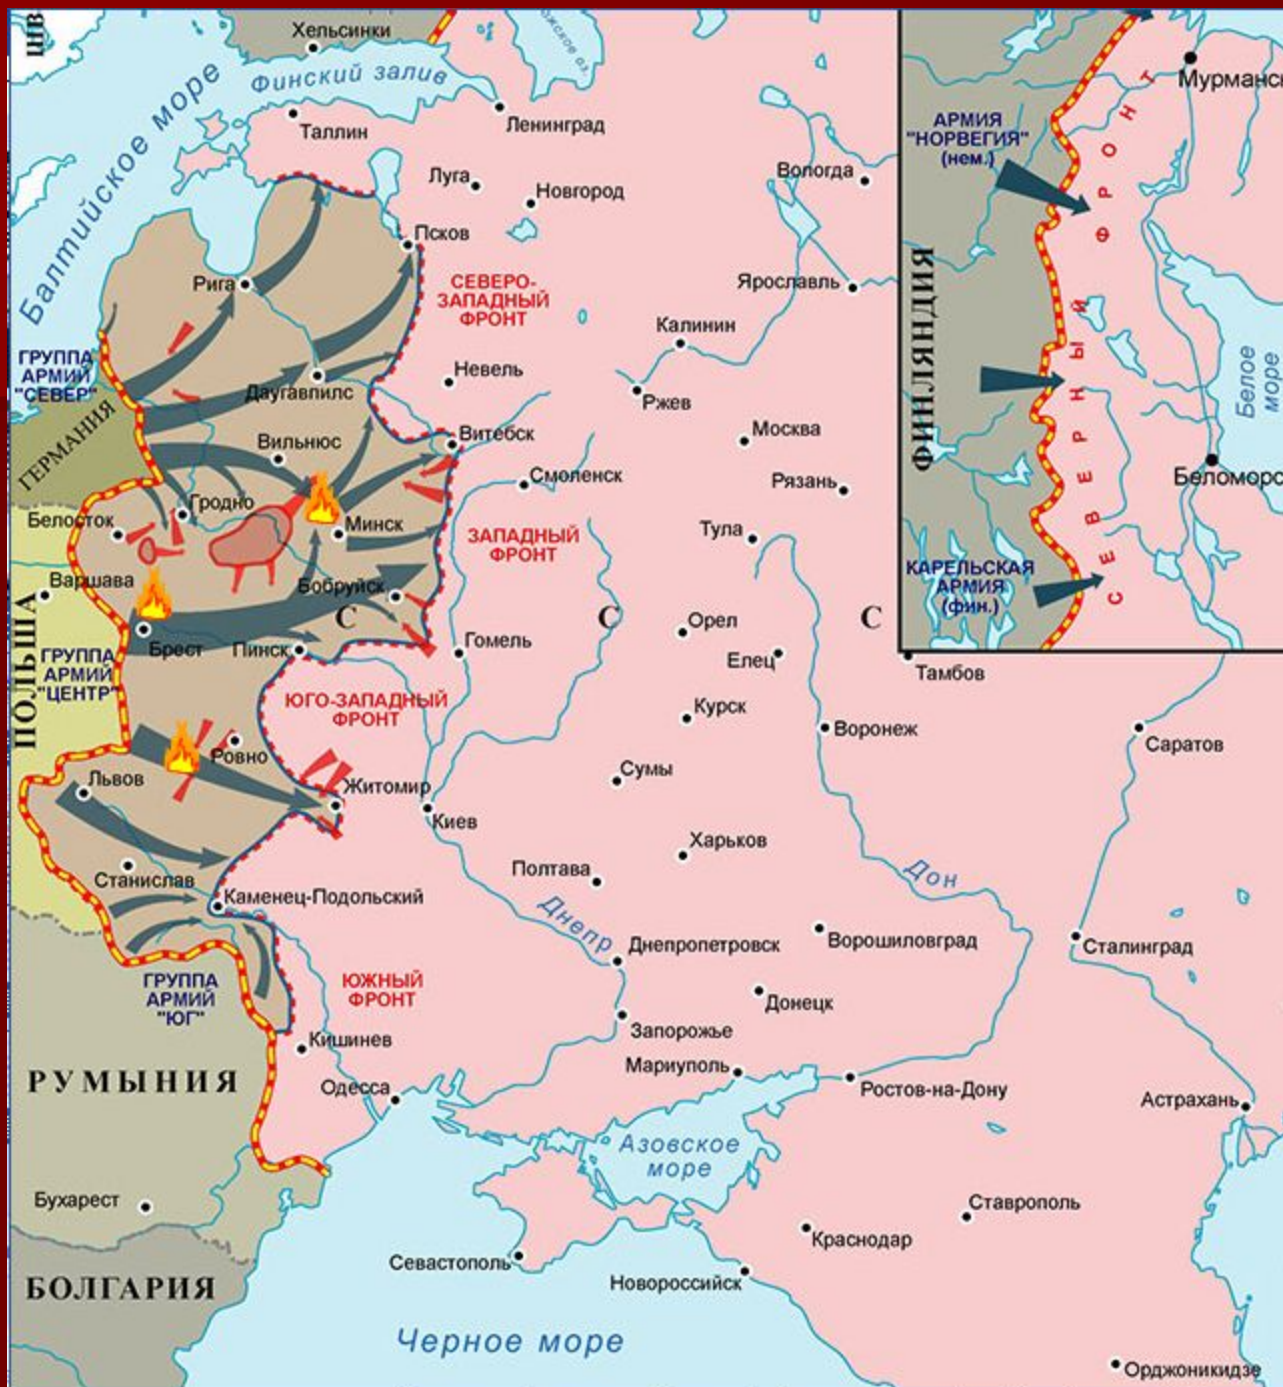 ШВ
Хельсинки
Финский залив
Балтийское море
Таллин
Ленинград
Луга
Новгород
Вологда
Псков
Рига
СЕВЕРО-
ЗАПАДНЫЙ
ФРОНТ
Ярославль
Калинин
ГРУППА
АРМИЙ
"СЕВЕР"
Невель
Даугавпилс
Ржев
ГЕРМАНИЯ
Вильнюс
Витебск
Москва
Смоленск
Рязань
Гродно
Белосток
Минск
ЗАПАДНЫЙ
ФРОНТ
Тула
Варшава
Бобруйск
С
С
С
Орел
Брест
Пинск
Гомель
Елец
Тамбов
ПОЛЬША
ГРУППА
АРМИЙ
"ЦЕНТР"
ЮГО-ЗАПАДНЫЙ
ФРОНТ
Курск
Воронеж
Саратов
Ровно
Львов
Сумы
Житомир
Киев
Харьков
Полтава
Дон
Станислав
Каменец-Подольский
Днепр
Днепропетровск
Ворошиловград
Сталинград
ГРУППА
АРМИЙ
"ЮГ"
ЮЖНЫЙ
ФРОНТ
Донецк
Запорожье
Кишинев
РУМЫНИЯ
Мариуполь
Одесса
Ростов-на-Дону
Астрахань
Азовское
море
Бухарест
Ставрополь
Краснодар
Севастополь
Новороссийск
БОЛГАРИЯ
Черное море
Орджоникидзе
Мурманск
АРМИЯ
"НОРВЕГИЯ"
(нем.)
СЕВЕРНЫЙ ФРОНТ
ФИНЛЯНДИЯ
Белое
море
Беломорс
КАРЕЛЬСКАЯ
АРМИЯ
(фин.)